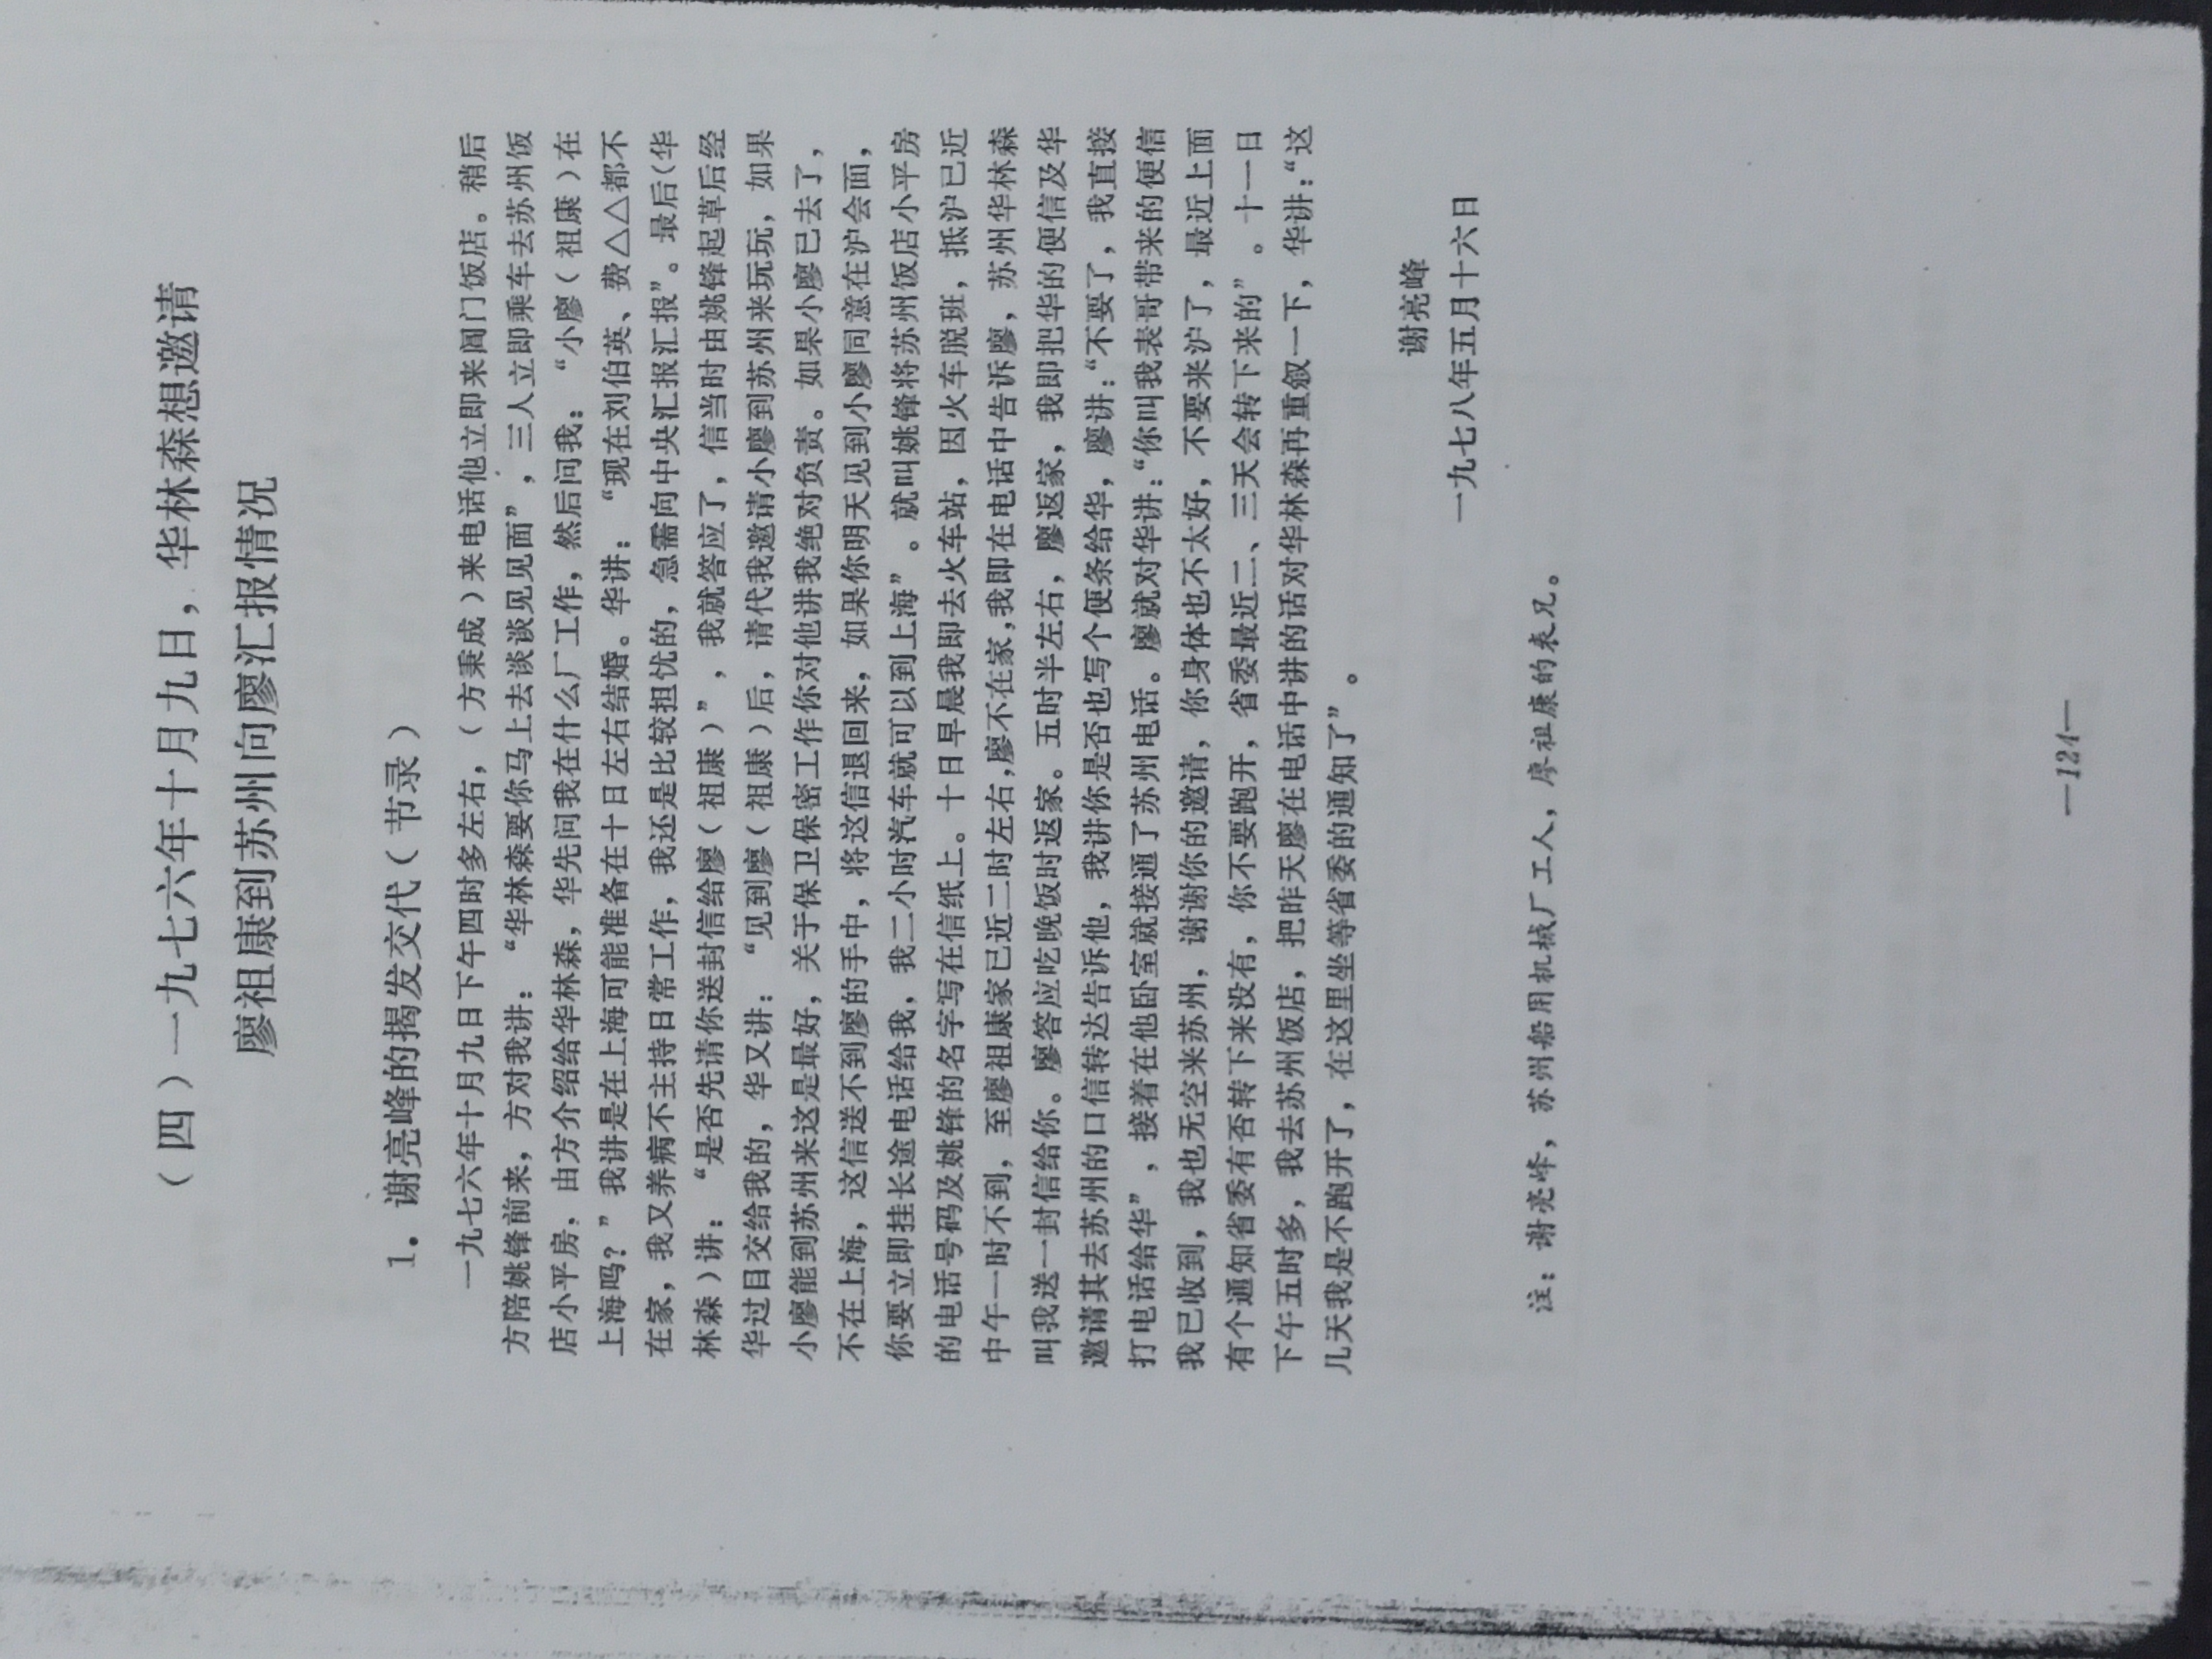 （四）一九七六年十月九日，华林森想邀请
廖祖康到苏州向廖汇报情况
1．谢亮峰的揭发交代（节录）
一九七六年十月九日下午四时多左右，（方秉成）来电话他立即来阊门饭店。稍后
方陪姚锋前来，方对我讲：“华林森要你马上去谈谈见见面”，三人立即乘车去苏州饭
店小平房，由方介绍给华林森，华先问我在什么厂工作，然后问我：“小廖（祖康）在
上海吗？”我讲是在上海可能准备在十日左右结婚。华讲：“现在刘伯英、费△△都不
在家，我又养病不主持日常工作，我还是比较担忧的，急需向中央汇报汇报”。最后（华
林森）讲：“是否先请你送封信给廖（祖康）”，我就答应了，信当时由姚锋起草后经
华过目交给我的，华又讲：“见到廖（祖康）后，请代我邀请小廖到苏州来玩玩，如果
小廖能到苏州来这是最好，关于保卫保密工作你对他讲我绝对负责。如果小廖已去了，
不在上海，这信送不到廖的手中，将这信退回来，如果你明天见到小廖同意在沪会面，
你要立即挂长途电话给我，我二小时汽车就可以到上海”。就叫姚锋将苏州饭店小平房
的电话号码及姚锋的名字写在信纸上。十日早晨我即去火车站，因火车脱班，抵沪已近
中午一时不到，至廖祖康家已近二时左右，廖不在家，我即在电话中告诉廖，苏州华林森
叫我送一封信给你。廖答应吃晚饭时返家。五时半左右，廖返家，我即把华的便信及华
邀请其去苏州的口信转达告诉他，我讲你是否也写个便条给华，廖讲：“不要了，我直接
打电话给华”，接着在他卧室就接通了苏州电话。廖就对华讲：“你叫我表哥带来的便信
我已收到，我也无空来苏州，谢谢你的邀请，你身体也不太好，不要来沪了，最近上面
有个通知省委有否转下来没有，你不要跑开，省委最近二、三天会转下来的”。十一日
下午五时多，我去苏州饭店，把昨天廖在电话中讲的话对华林森再重叙一下，华讲：“这
几天我是不跑开了，在这里坐等省委的通知了”。
谢亮峰
一九七八年五月十六日
注：谢亮峰，苏州船用机械厂工人，廖祖康的表兄。
—124—